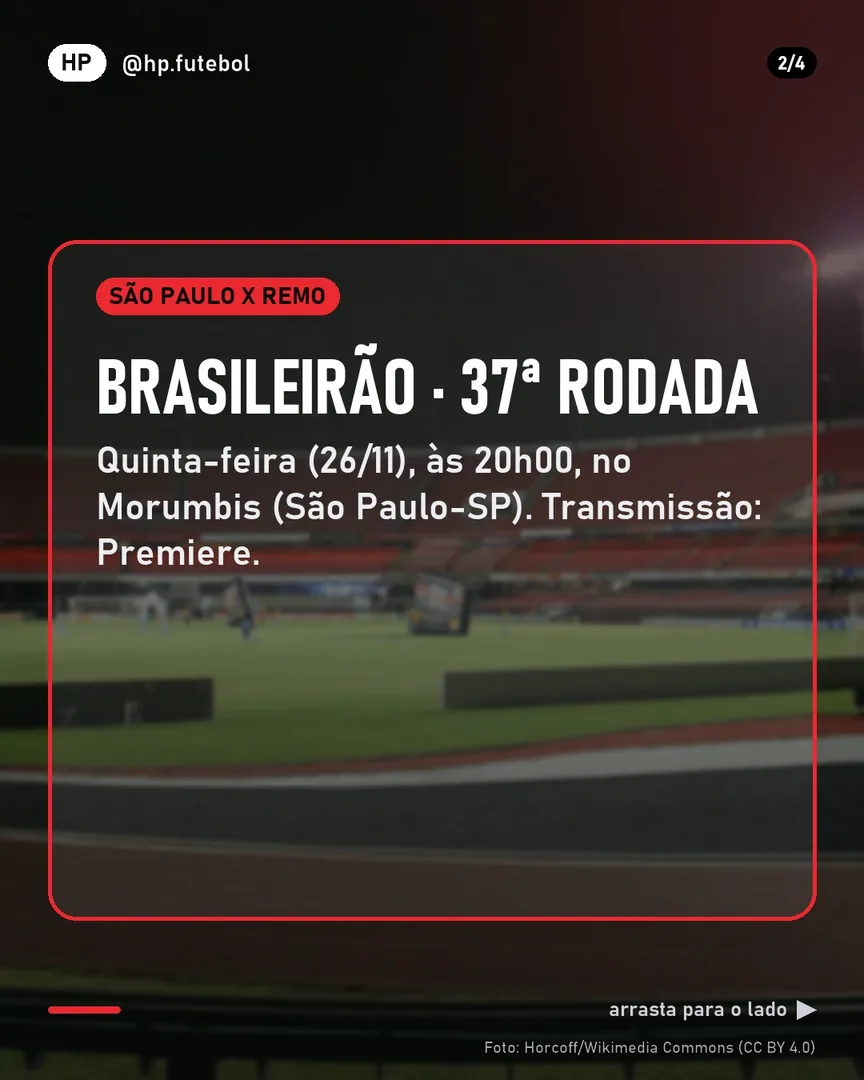 HP @hp.futebol 2/4
SÃO PAULO X REMO
BRASILEIRÃO · 37ª RODADA
Quinta-feira (26/11), às 20h00, no
Morumbis (São Paulo-SP). Transmissão:
Premiere.
arrasta para o lado ▶
Foto: Horcoff/Wikimedia Commons (CC BY 4.0)